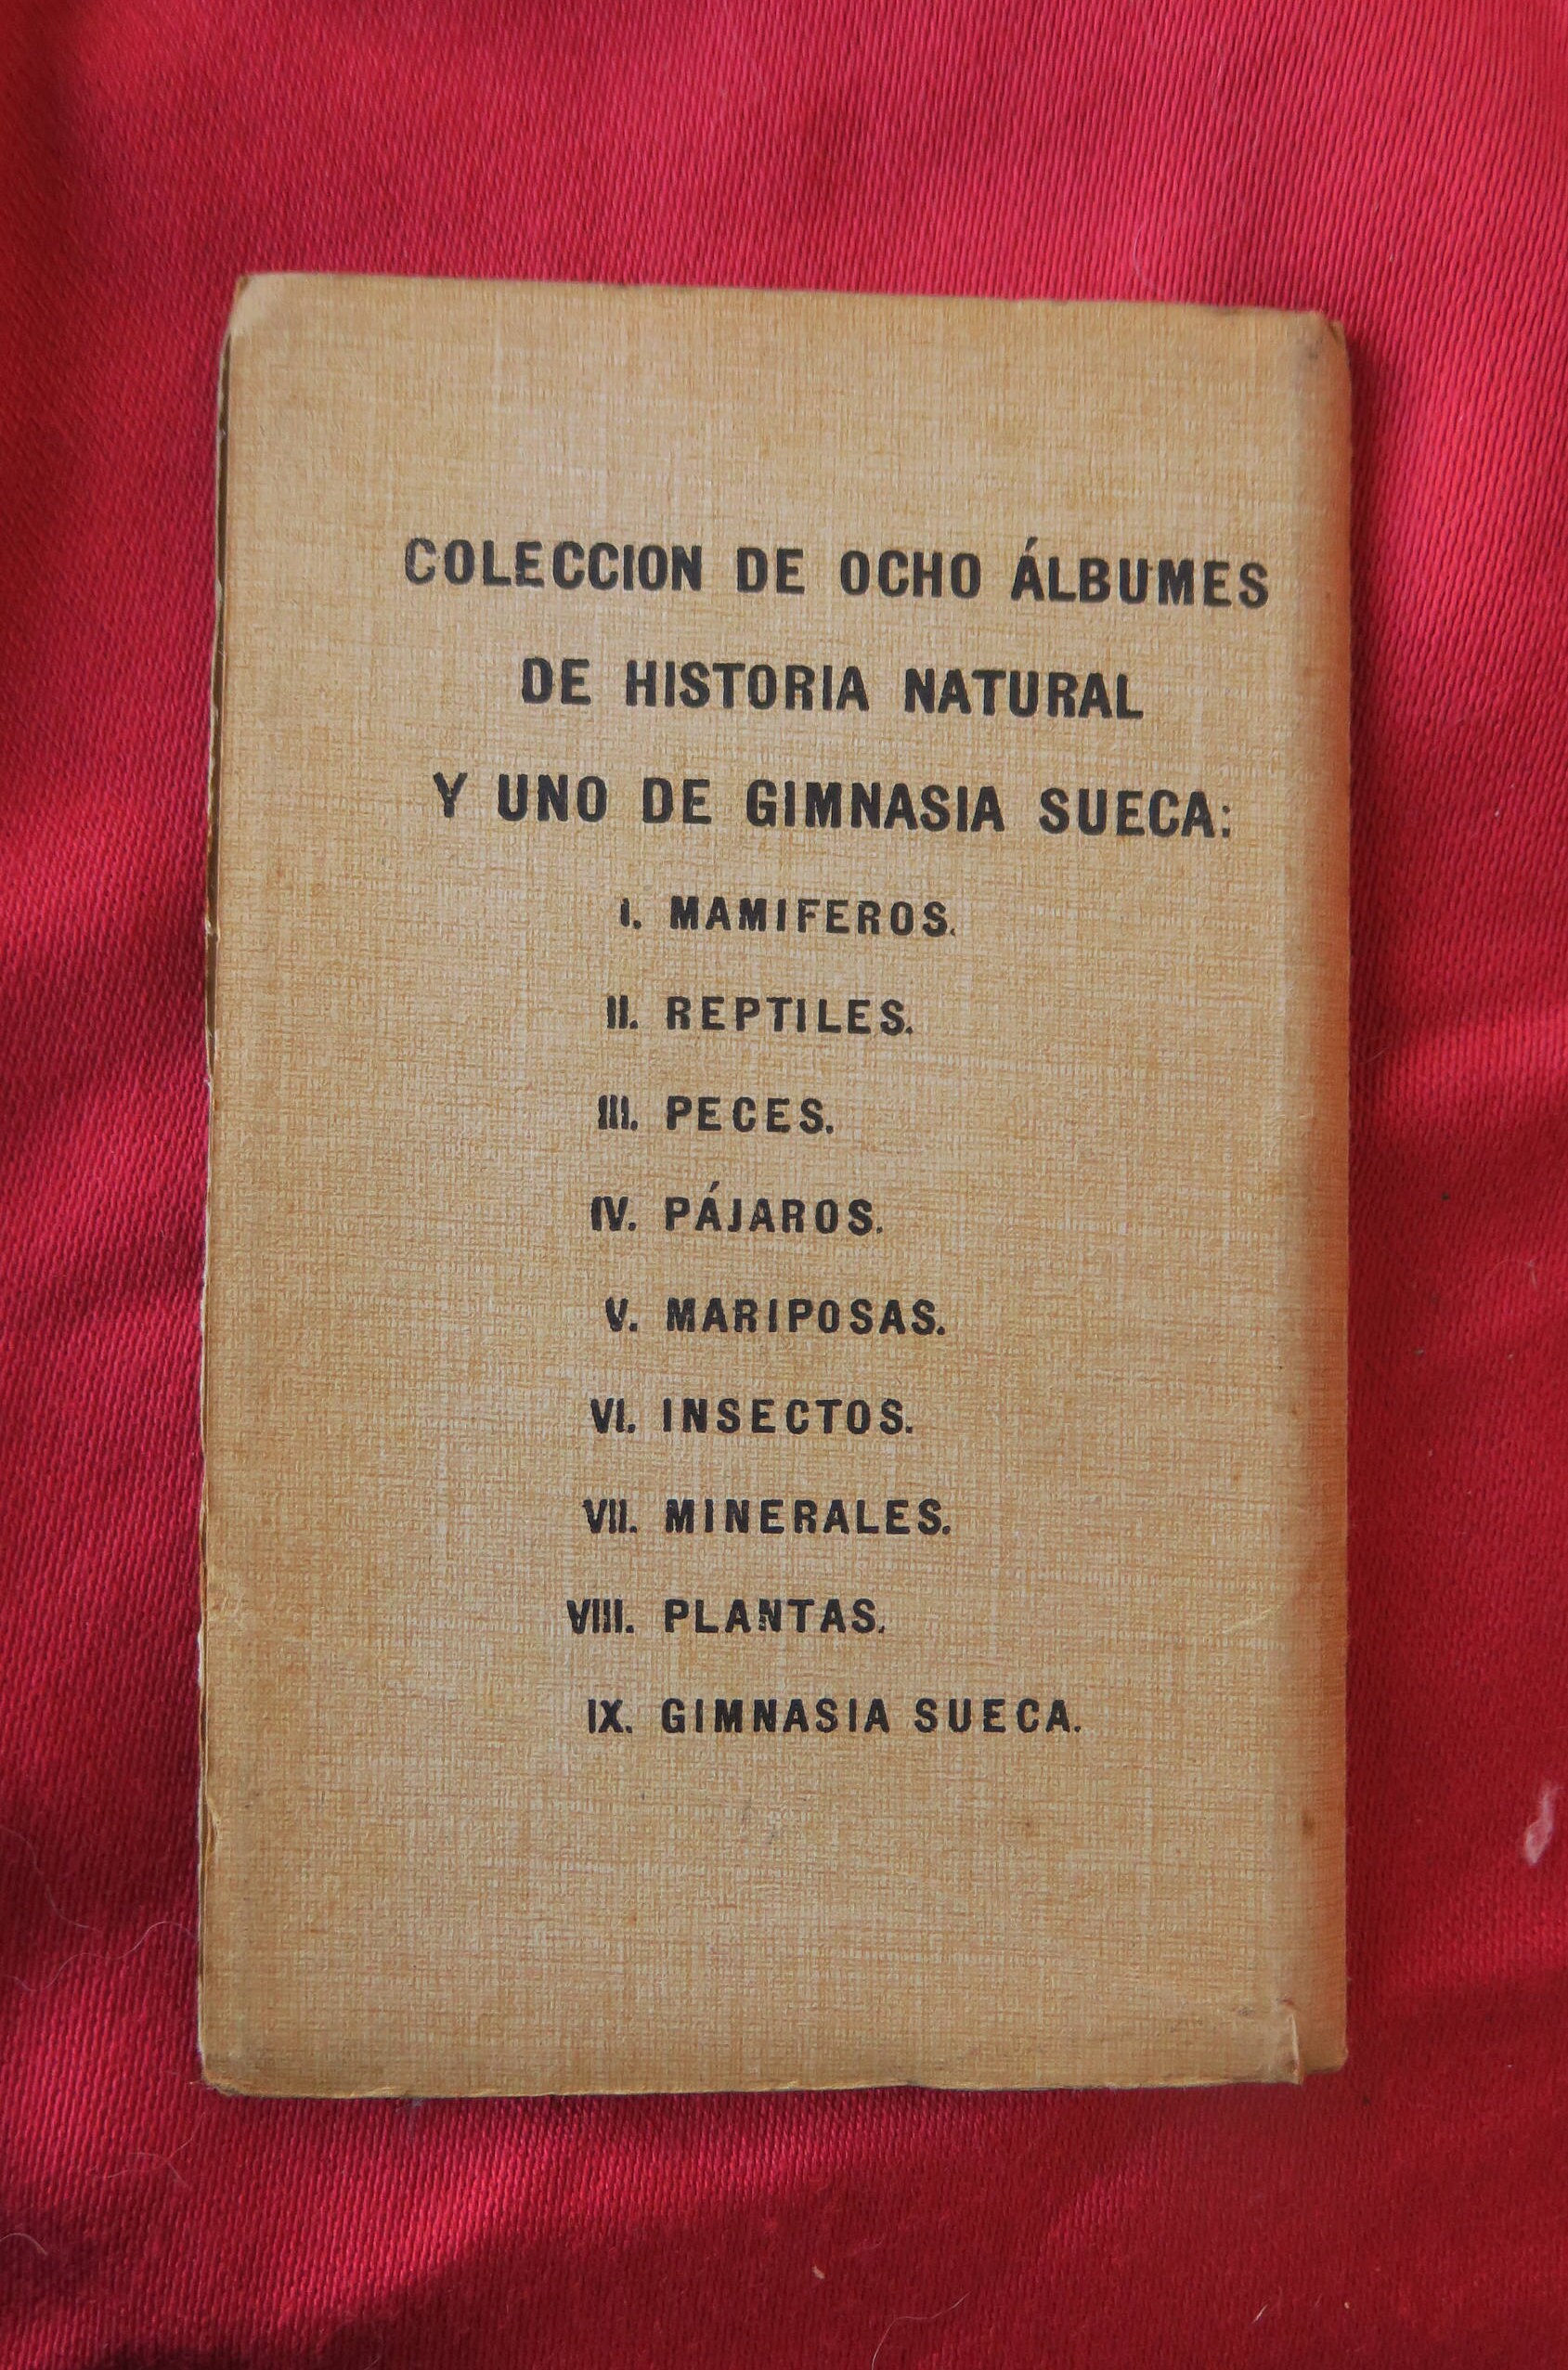 COLECCION DE OCHO ÁLBUMES
DE HISTORIA NATURAL
Y UNO DE GIMNASIA SUECA:
I. MAMIFEROS.
II. REPTILES.
III. PECES.
IV. PÁJAROS.
V. MARIPOSAS.
VI. INSECTOS.
VII. MINERALES.
VIII. PLANTAS.
IX. GIMNASIA SUECA.